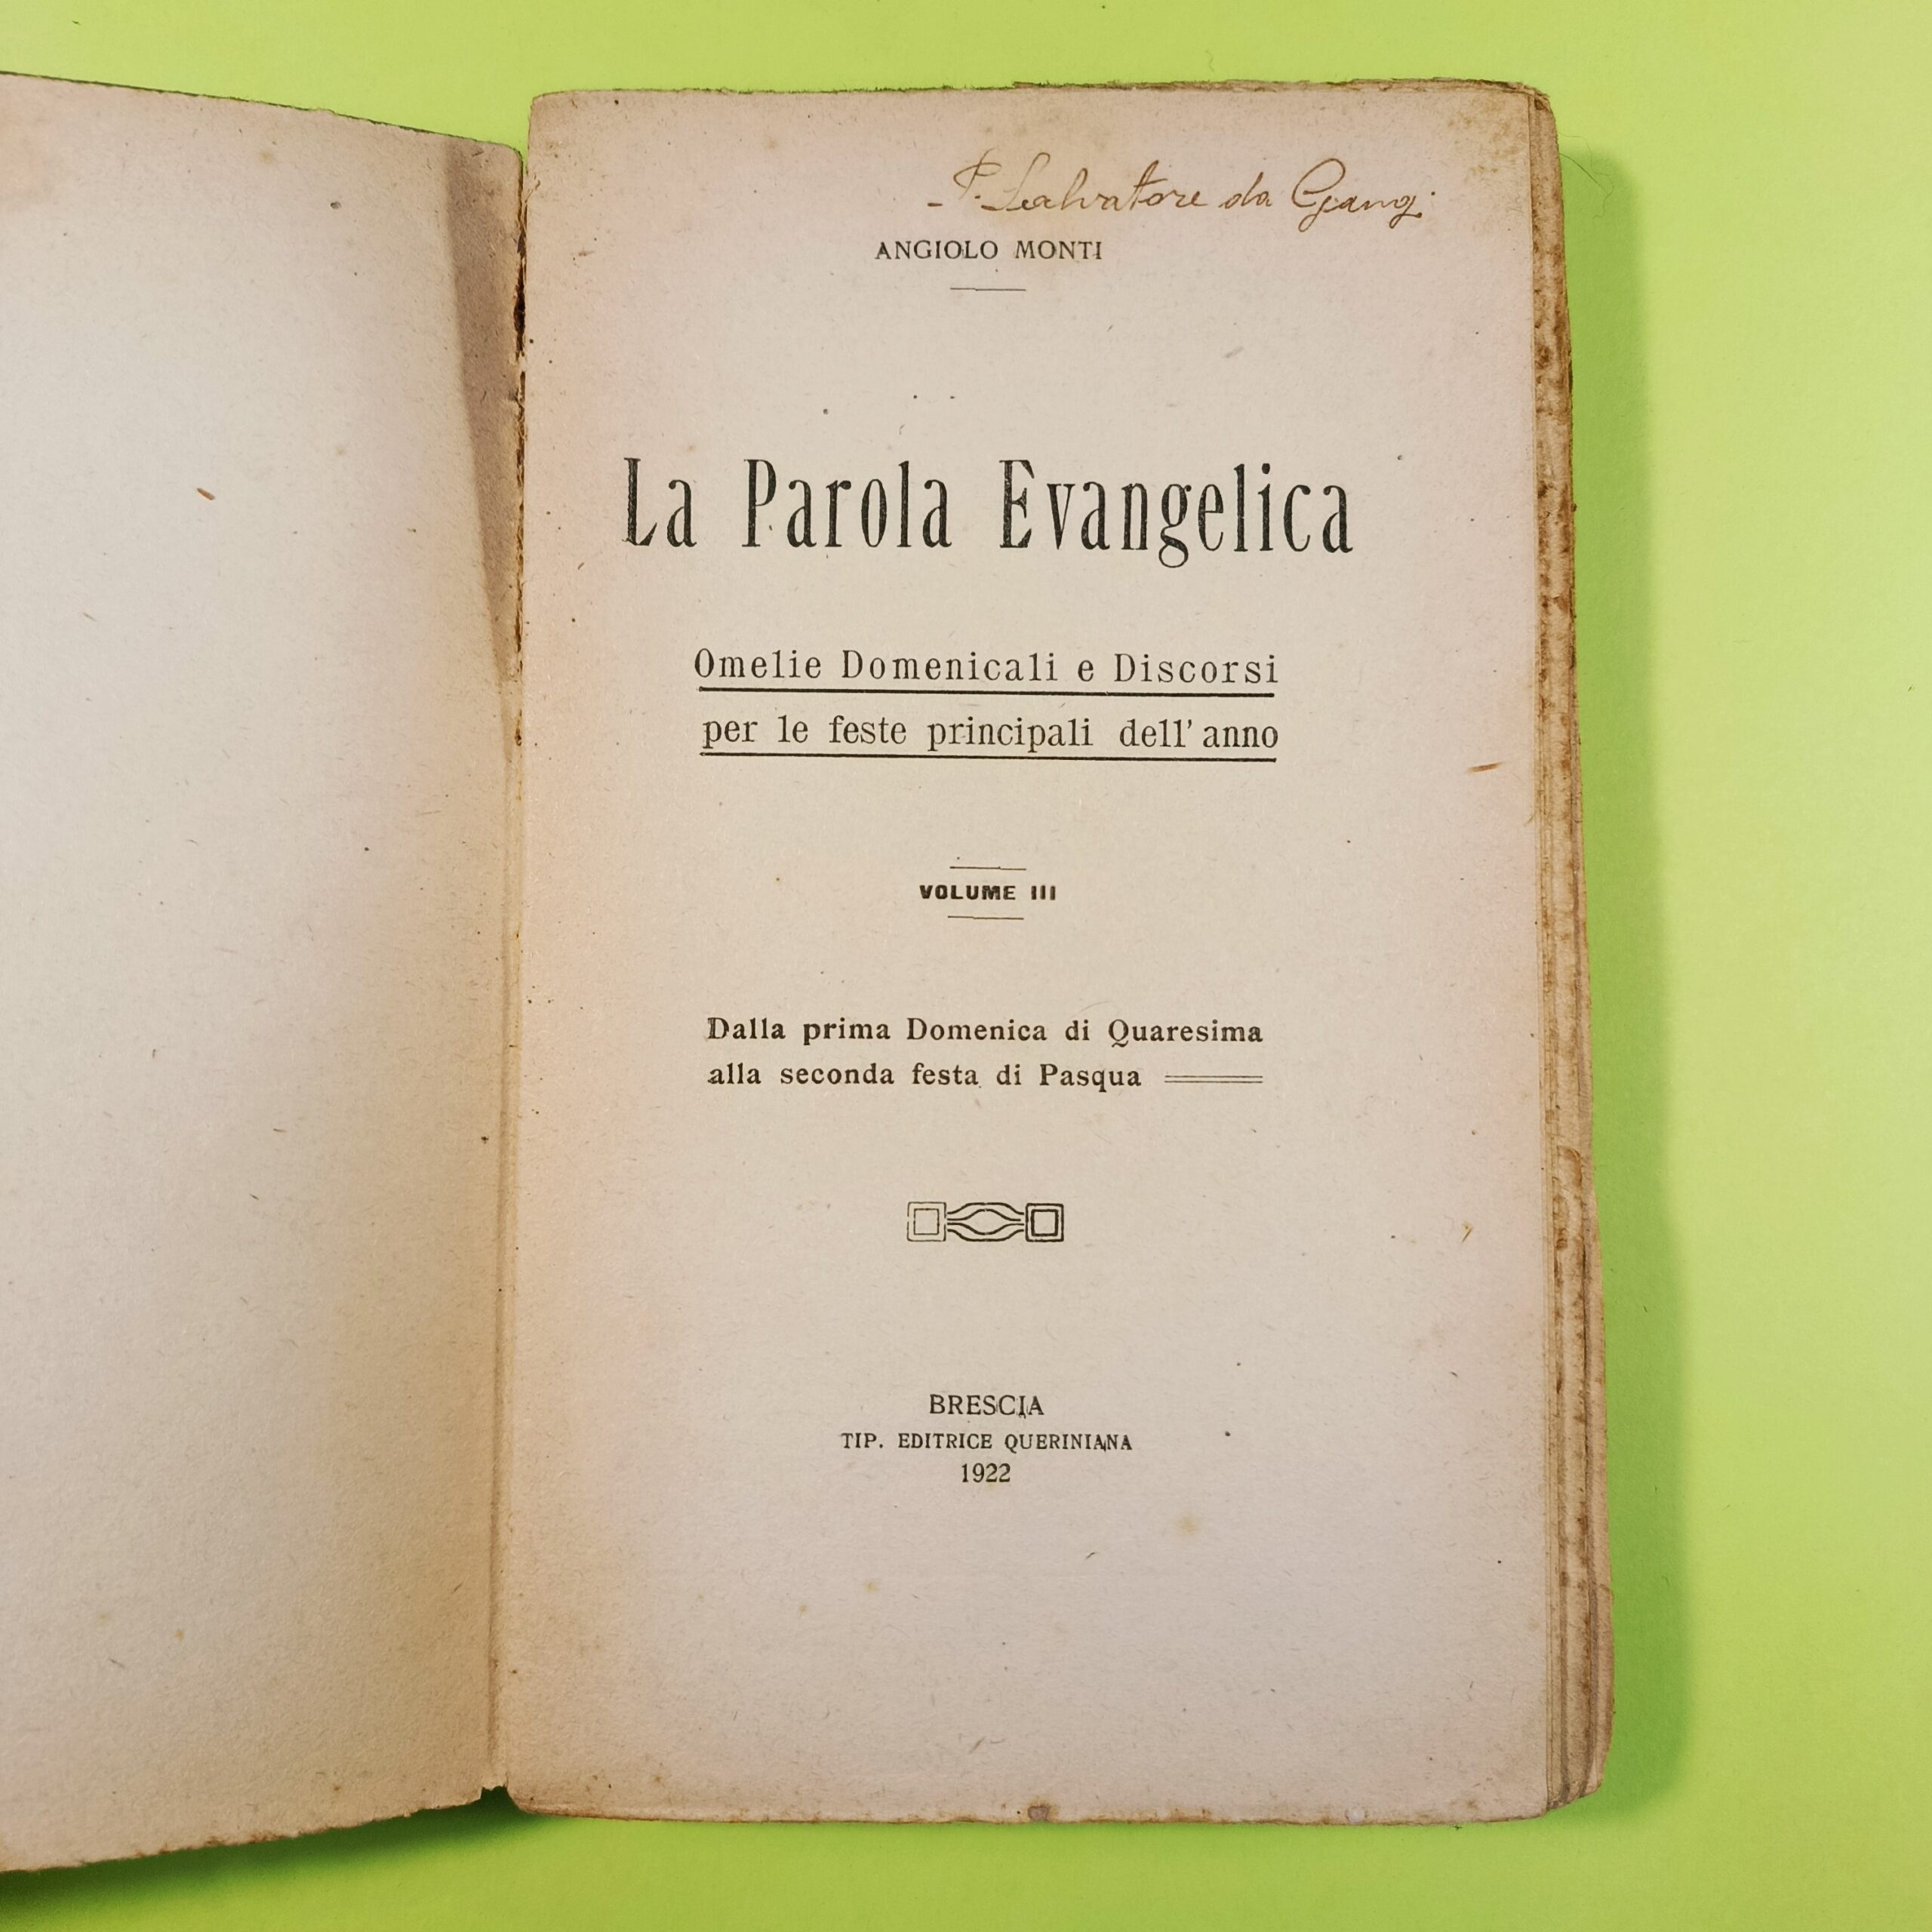 P. Salvatore da Gangi
ANGIOLO MONTI
La Parola Evangelica
Omelie Domenicali e Discorsi
per le feste principali dell' anno
VOLUME III
Dalla prima Domenica di Quaresima
alla seconda festa di Pasqua
BRESCIA
TIP. EDITRICE QUERINIANA
1922